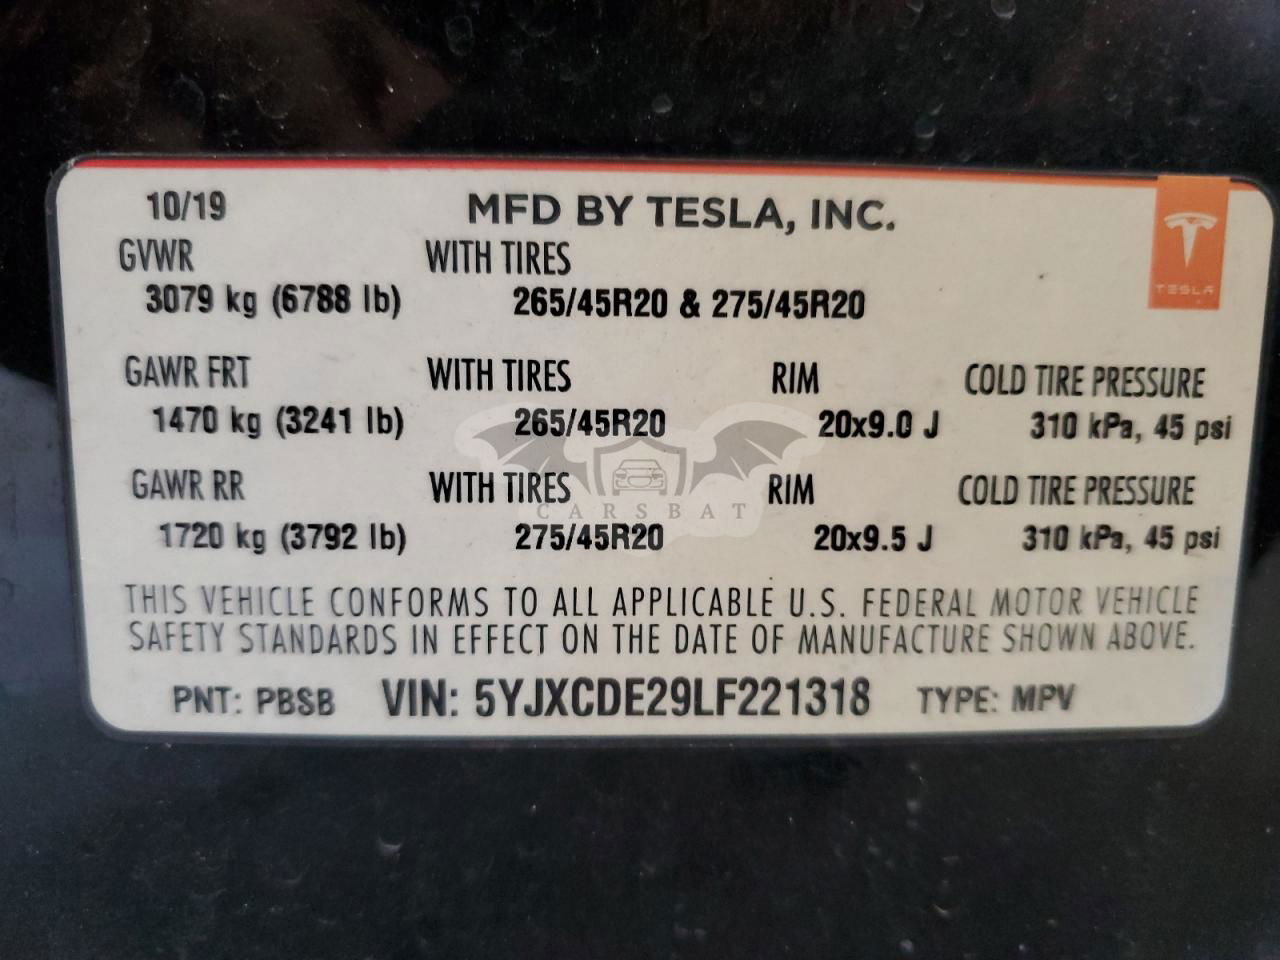 10/19 MFD BY TESLA, INC.
GVWR WITH TIRES
3079 kg (6788 lb) 265/45R20 & 275/45R20
TESLA
GAWR FRT WITH TIRES RIM COLD TIRE PRESSURE
1470 kg (3241 lb) 265/45R20 20x9.0 J 310 kPa, 45 psi
GAWR RR WITH TIRES RIM COLD TIRE PRESSURE
CARSBAT
1720 kg (3792 lb) 275/45R20 20x9.5 J 310 kPa, 45 psi
THIS VEHICLE CONFORMS TO ALL APPLICABLE U.S. FEDERAL MOTOR VEHICLE
SAFETY STANDARDS IN EFFECT ON THE DATE OF MANUFACTURE SHOWN ABOVE.
PNT: PBSB VIN: 5YJXCDE29LF221318 TYPE: MPV